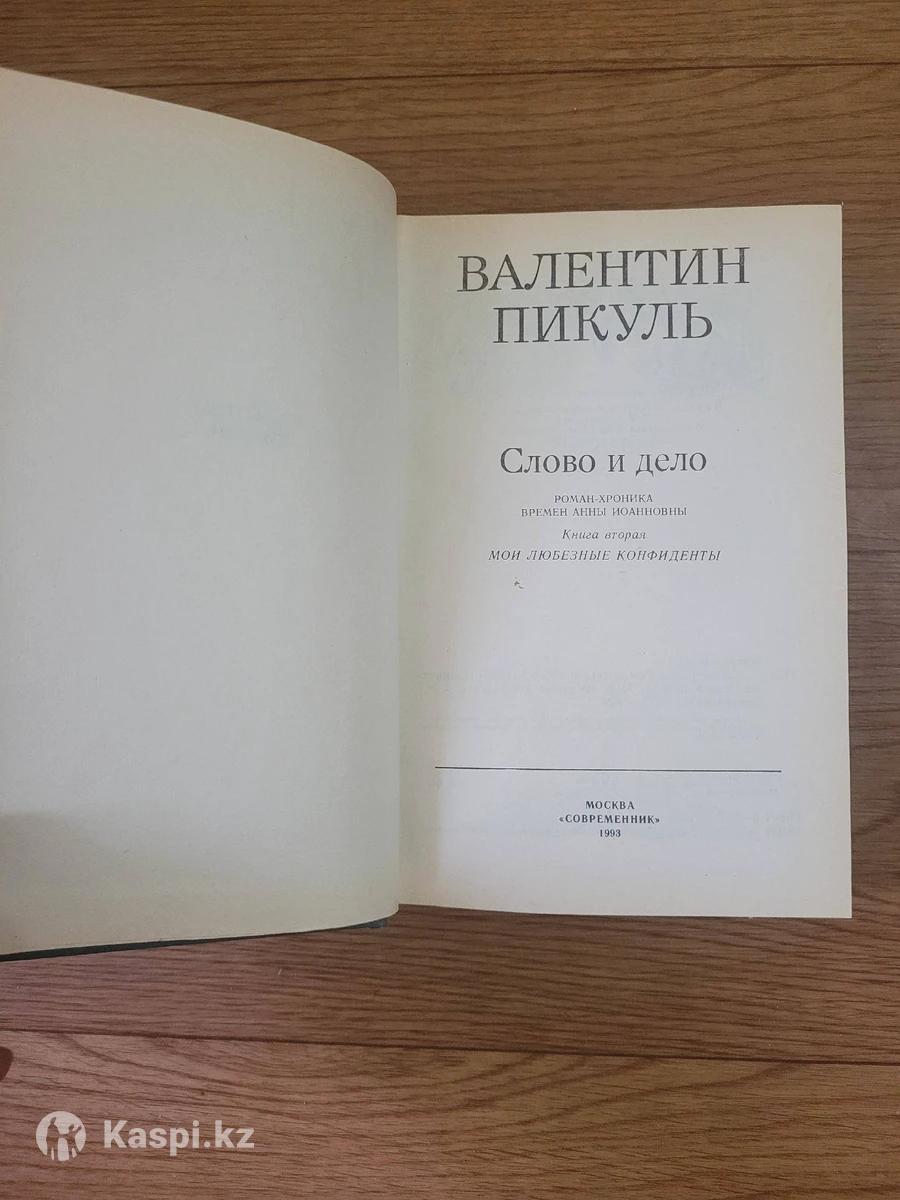 ВАЛЕНТИН
ПИКУЛЬ
Слово и дело
РОМАН-ХРОНИКА
ВРЕМЕН АННЫ ИОАННОВНЫ
Книга вторая
МОИ ЛЮБЕЗНЫЕ КОНФИДЕНТЫ
МОСКВА
«СОВРЕМЕННИК»
1993
Kaspi.kz